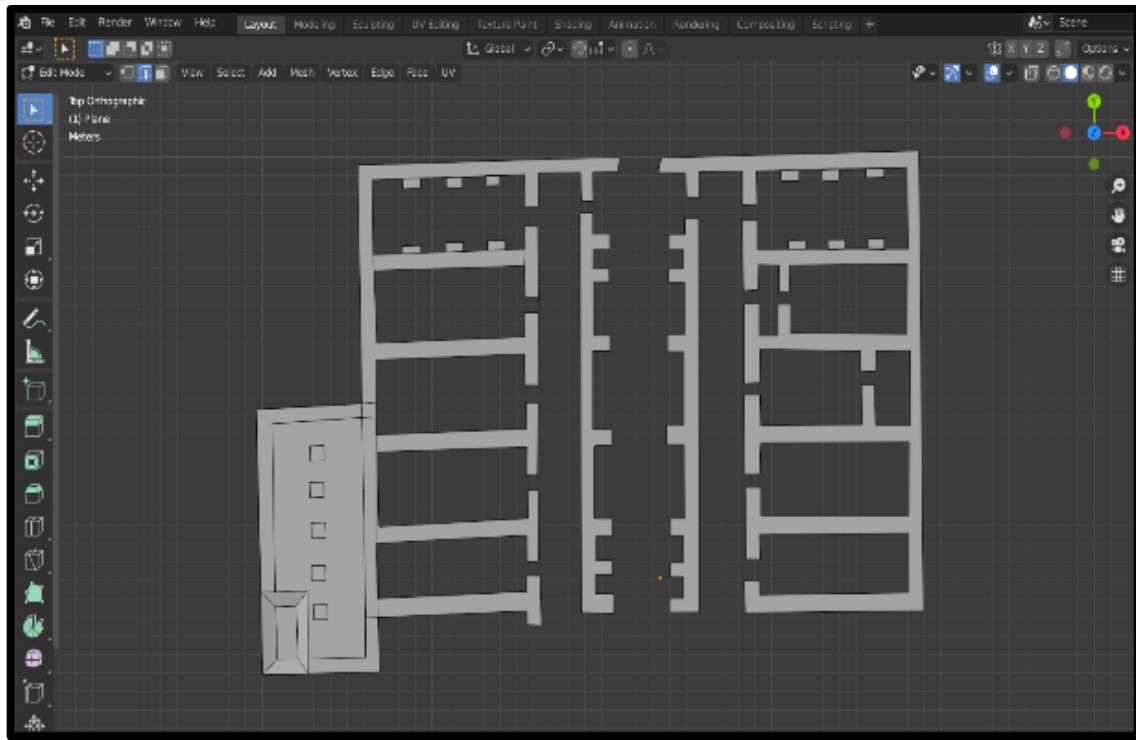 File Edit Render Window Help Layout Modeling Sculpting UV Editing Texture Paint Shading Animation Rendering Compositing Scripting + Scene
Global X Y Z Options
Edit Mode View Select Add Mesh Vertex Edge Face UV
Top Orthographic
(1) Plane
Meters
Y
Z X